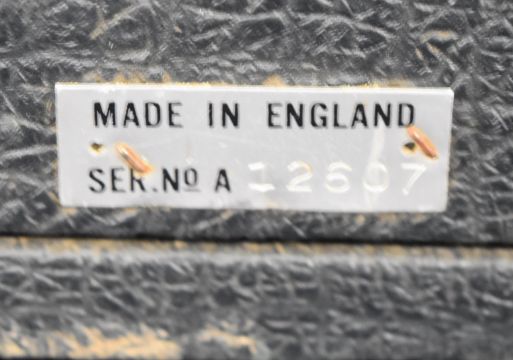 MADE IN ENGLAND
SER.Nº A 12607